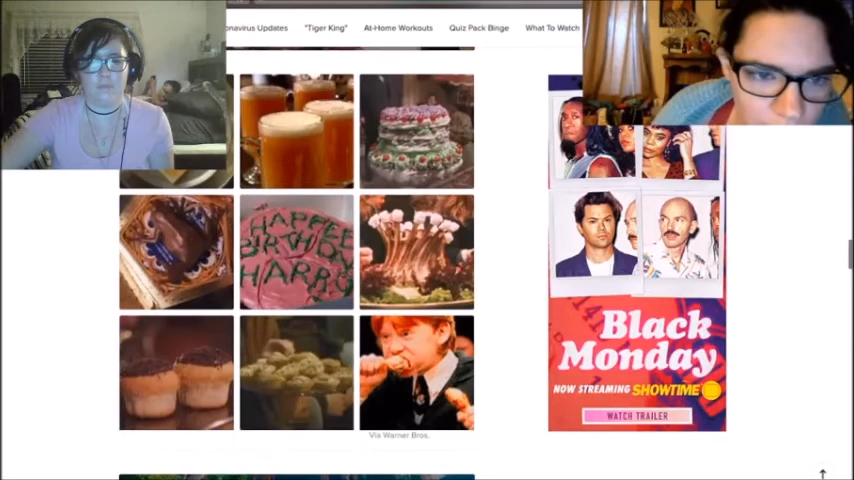 onavirus Updates "Tiger King" At-Home Workouts Quiz Pack Binge What To Watch
HAPPEE
BIRTHDAE
HARRY
Black
Monday
NOW STREAMING SHOWTIME
WATCH TRAILER
Via Warner Bros.